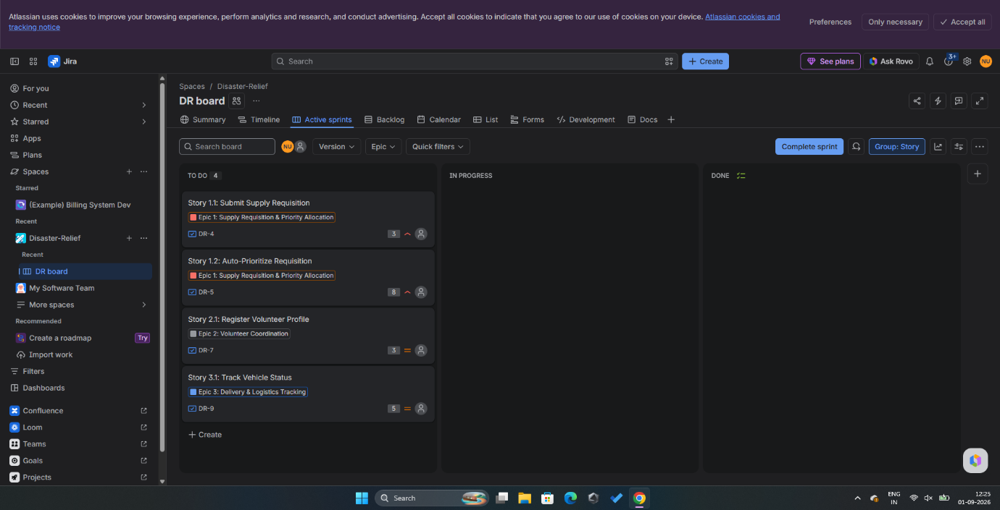 Atlassian uses cookies to improve your browsing experience, perform analytics and research, and conduct advertising. Accept all cookies to indicate that you agree to our use of cookies on your device. Atlassian cookies and
tracking notice
Preferences
Only necessary
Accept all
Jira
Search
Create
See plans
Ask Rovo
3+
NU
For you
Recent
Starred
Apps
Plans
Spaces
Starred
(Example) Billing System Dev
Recent
Disaster-Relief
Recent
DR board
My Software Team
More spaces
Recommended
Create a roadmap
Try
Import work
Filters
Dashboards
Confluence
Loom
Teams
Goals
Projects
Spaces / Disaster-Relief
DR board
Summary
Timeline
Active sprints
Backlog
Calendar
List
Forms
Development
Docs
Search board
NU
Version
Epic
Quick filters
Complete sprint
Group: Story
TO DO 4
Story 1.1: Submit Supply Requisition
Epic 1: Supply Requisition & Priority Allocation
DR-4 3
Story 1.2: Auto-Prioritize Requisition
Epic 1: Supply Requisition & Priority Allocation
DR-5 8
Story 2.1: Register Volunteer Profile
Epic 2: Volunteer Coordination
DR-7 3
Story 3.1: Track Vehicle Status
Epic 3: Delivery & Logistics Tracking
DR-9 5
Create
IN PROGRESS
DONE
Search
ENG
IN
12:25
01-09-2026